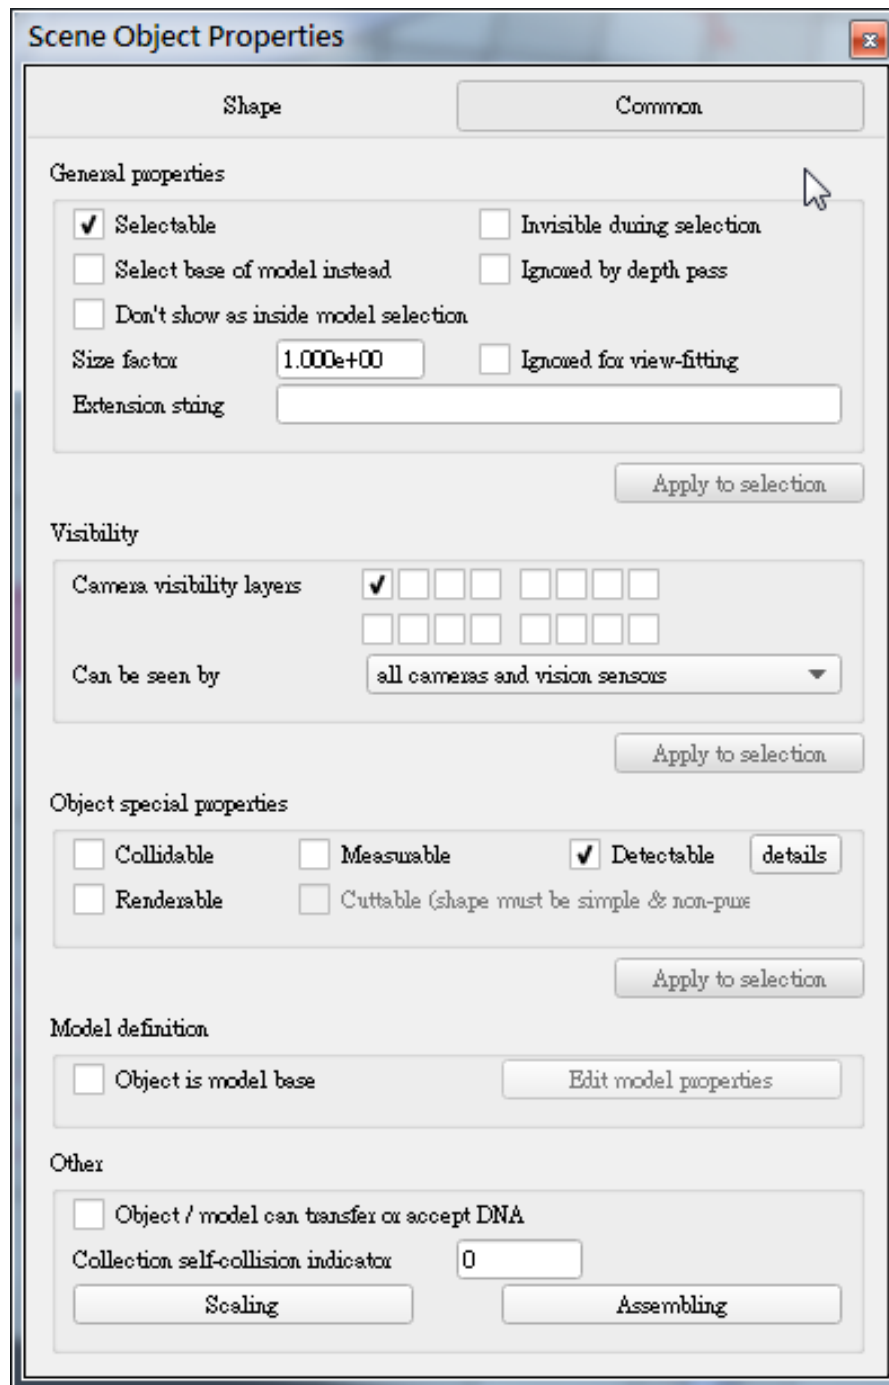 Scene Object Properties
Shape Common
General properties
Selectable Invisible during selection
Select base of model instead Ignored by depth pass
Don't show as inside model selection
Size factor 1.000e+00 Ignored for view-fitting
Extension string
Apply to selection
Visibility
Camera visibility layers
Can be seen by all cameras and vision sensors
Apply to selection
Object special properties
Collidable Measurable Detectable details
Renderable Cuttable (shape must be simple & non-pure
Apply to selection
Model definition
Object is model base Edit model properties
Other
Object / model can transfer or accept DNA
Collection self-collision indicator 0
Scaling Assembling